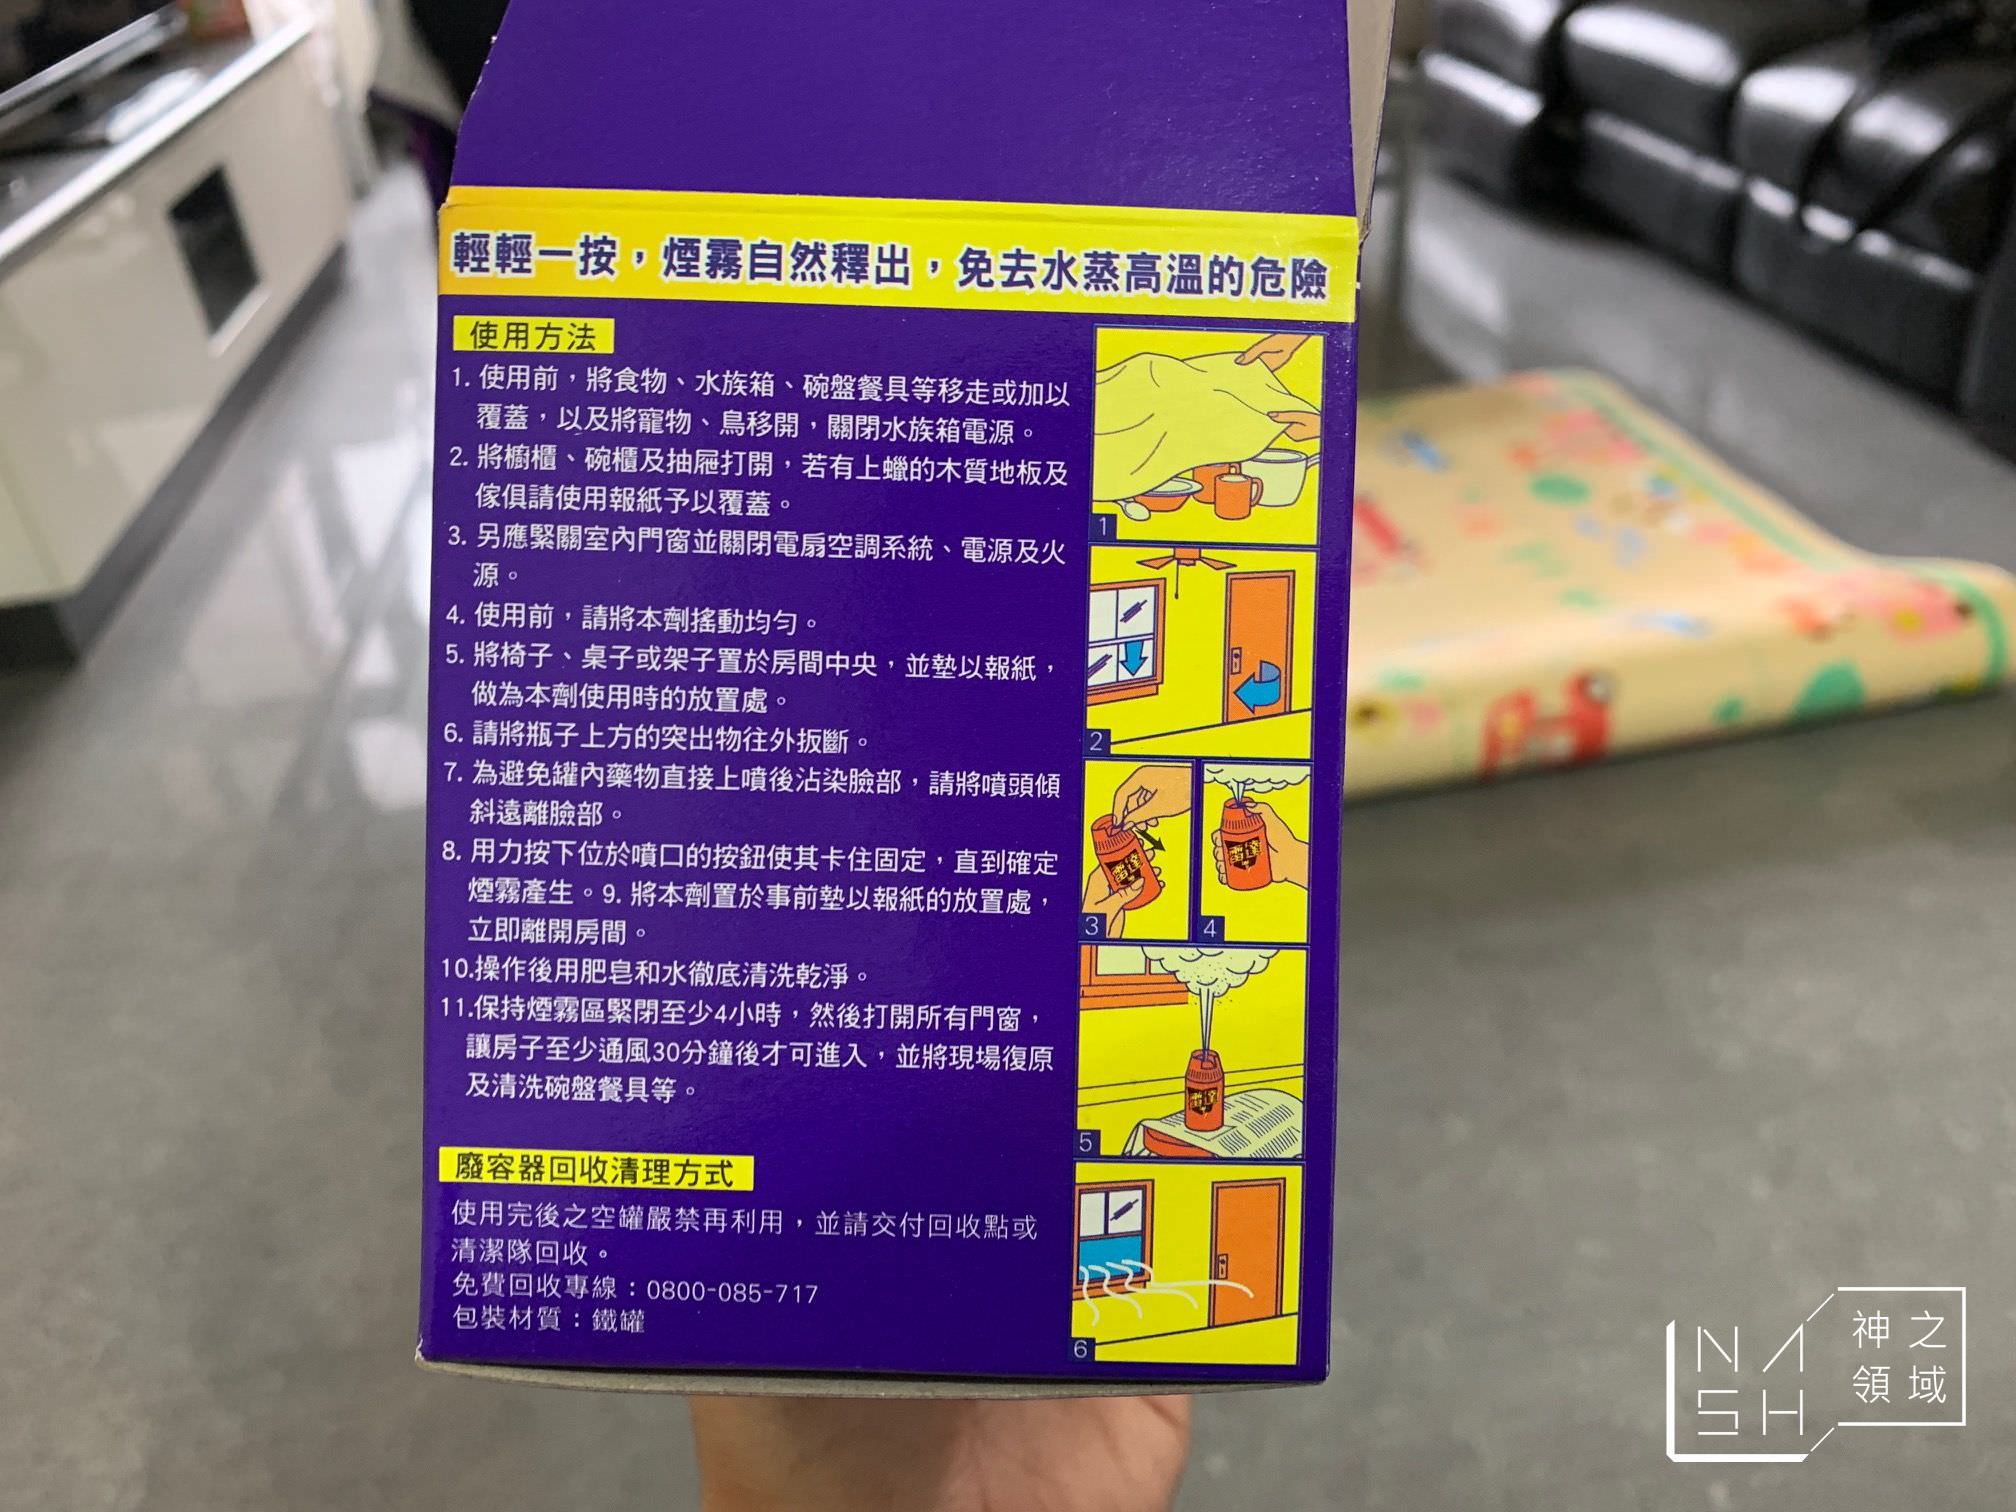 輕輕一按，煙霧自然釋出，免去水蒸高溫的危險
使用方法
1. 使用前，將食物、水族箱、碗盤餐具等移走或加以
覆蓋，以及將寵物、鳥移開，關閉水族箱電源。
2. 將櫥櫃、碗櫃及抽屜打開，若有上蠟的木質地板及
傢俱請使用報紙予以覆蓋。
3. 另應緊關室內門窗並關閉電扇空調系統、電源及火
源。
4. 使用前，請將本劑搖動均勻。
5. 將椅子、桌子或架子置於房間中央，並墊以報紙，
做為本劑使用時的放置處。
6. 請將瓶子上方的突出物往外扳斷。
7. 為避免罐內藥物直接上噴後沾染臉部，請將噴頭傾
斜遠離臉部。
8. 用力按下位於噴口的按鈕使其卡住固定，直到確定
煙霧產生。9. 將本劑置於事前墊以報紙的放置處，
立即離開房間。
10.操作後用肥皂和水徹底清洗乾淨。
11.保持煙霧區緊閉至少4小時，然後打開所有門窗，
讓房子至少通風30分鐘後才可進入，並將現場復原
及清洗碗盤餐具等。
廢容器回收清理方式
使用完後之空罐嚴禁再利用，並請交付回收點或
清潔隊回收。
免費回收專線：0800-085-717
包裝材質：鐵罐
1
2
雷達
3
雷達
4
雷達
5
6
NASH
神之
領域